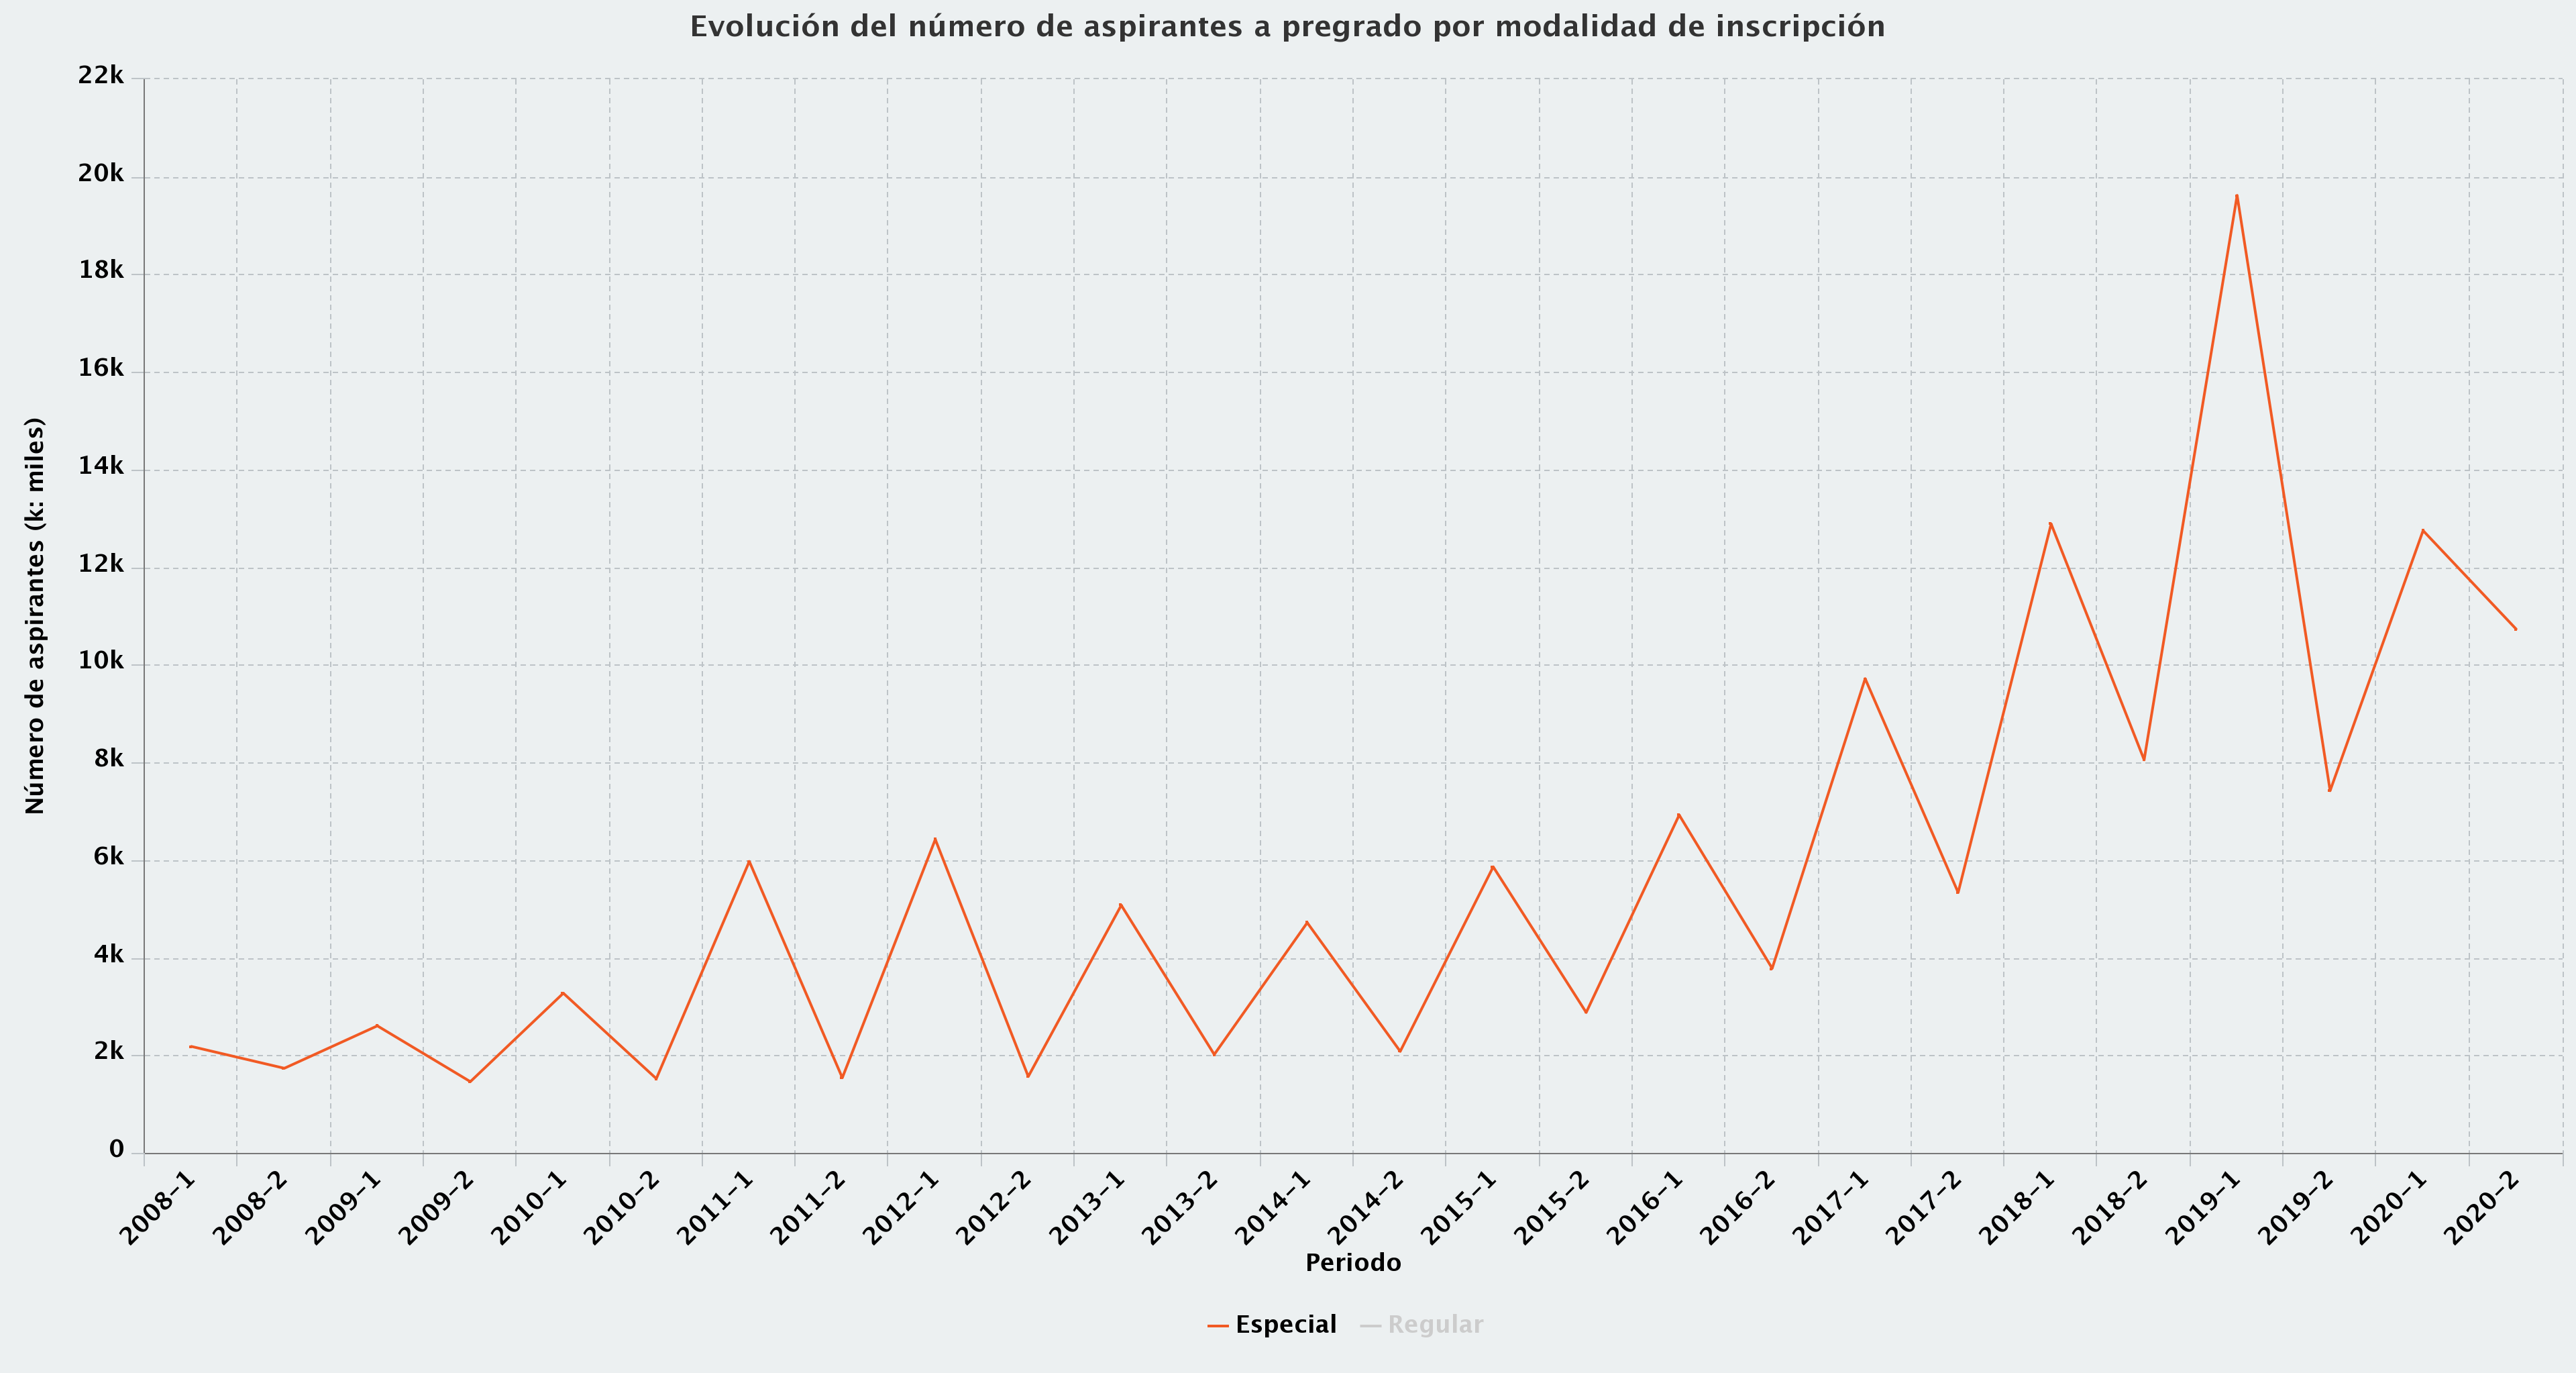 Evolución del número de aspirantes a pregrado por modalidad de inscripción
22k
20k
18k
16k
14k
12k
10k
8k
6k
4k
2k
0
Número de aspirantes (k: miles)
2008-1
2008-2
2009-1
2009-2
2010-1
2010-2
2011-1
2011-2
2012-1
2012-2
2013-1
2013-2
2014-1
2014-2
2015-1
2015-2
2016-1
2016-2
2017-1
2017-2
2018-1
2018-2
2019-1
2019-2
2020-1
2020-2
Periodo
Especial Regular